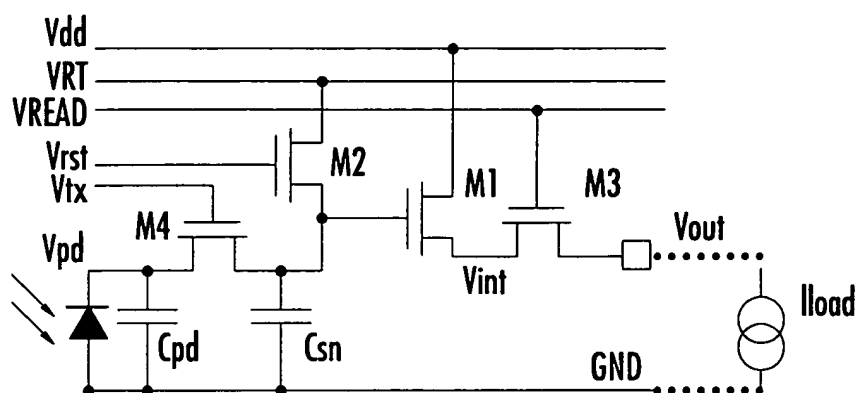 Vdd
VRT
VREAD
Vrst
Vtx
M2
M1
M3
M4
Vpd
Vout
Vint
Iload
Cpd
Csn
GND